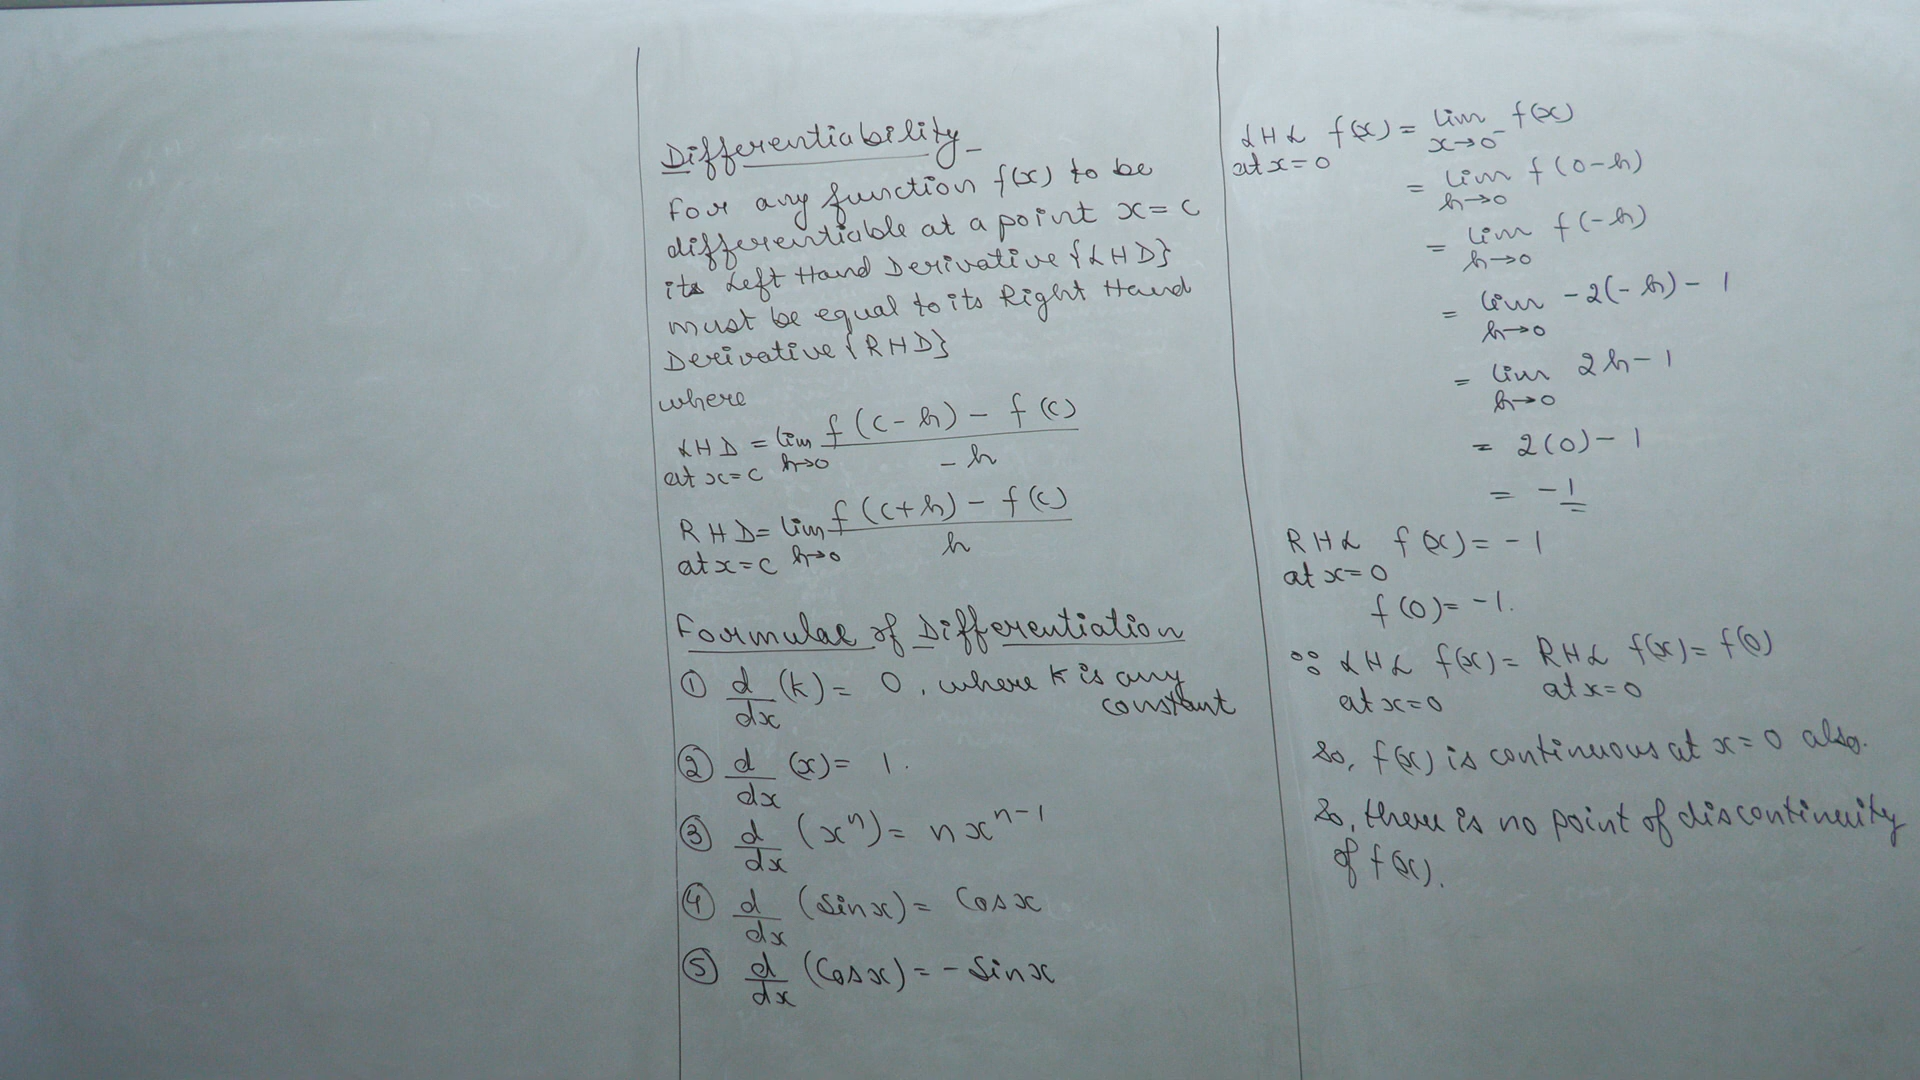 Differentiability -
For any function f(x) to be
differentiable at a point x = c
its Left Hand Derivative {LHD}
must be equal to its Right Hand
Derivative {RHD}
where
LHD = lim f(c-h) - f(c)
at x=c h→0 -h
RHD = lim f(c+h) - f(c)
at x=c h→0 h
Formulae of Differentiation
① d/dx (k) = 0, where k is any
constant
② d/dx (x) = 1.
③ d/dx (xⁿ) = n xⁿ⁻¹
④ d/dx (sinx) = Cosx
⑤ d/dx (Cosx) = - Sinx
LHL f(x) = lim f(x)
at x=0 x→0⁻
= lim f(0-h)
h→0
= lim f(-h)
h→0
= lim -2(-h) - 1
h→0
= lim 2h - 1
h→0
= 2(0) - 1
= -1
RHL f(x) = -1
at x=0
f(0) = -1.
∵ LHL f(x) = RHL f(x) = f(0)
at x=0 at x=0
So, f(x) is continuous at x=0 also.
So, there is no point of discontinuity
of f(x).